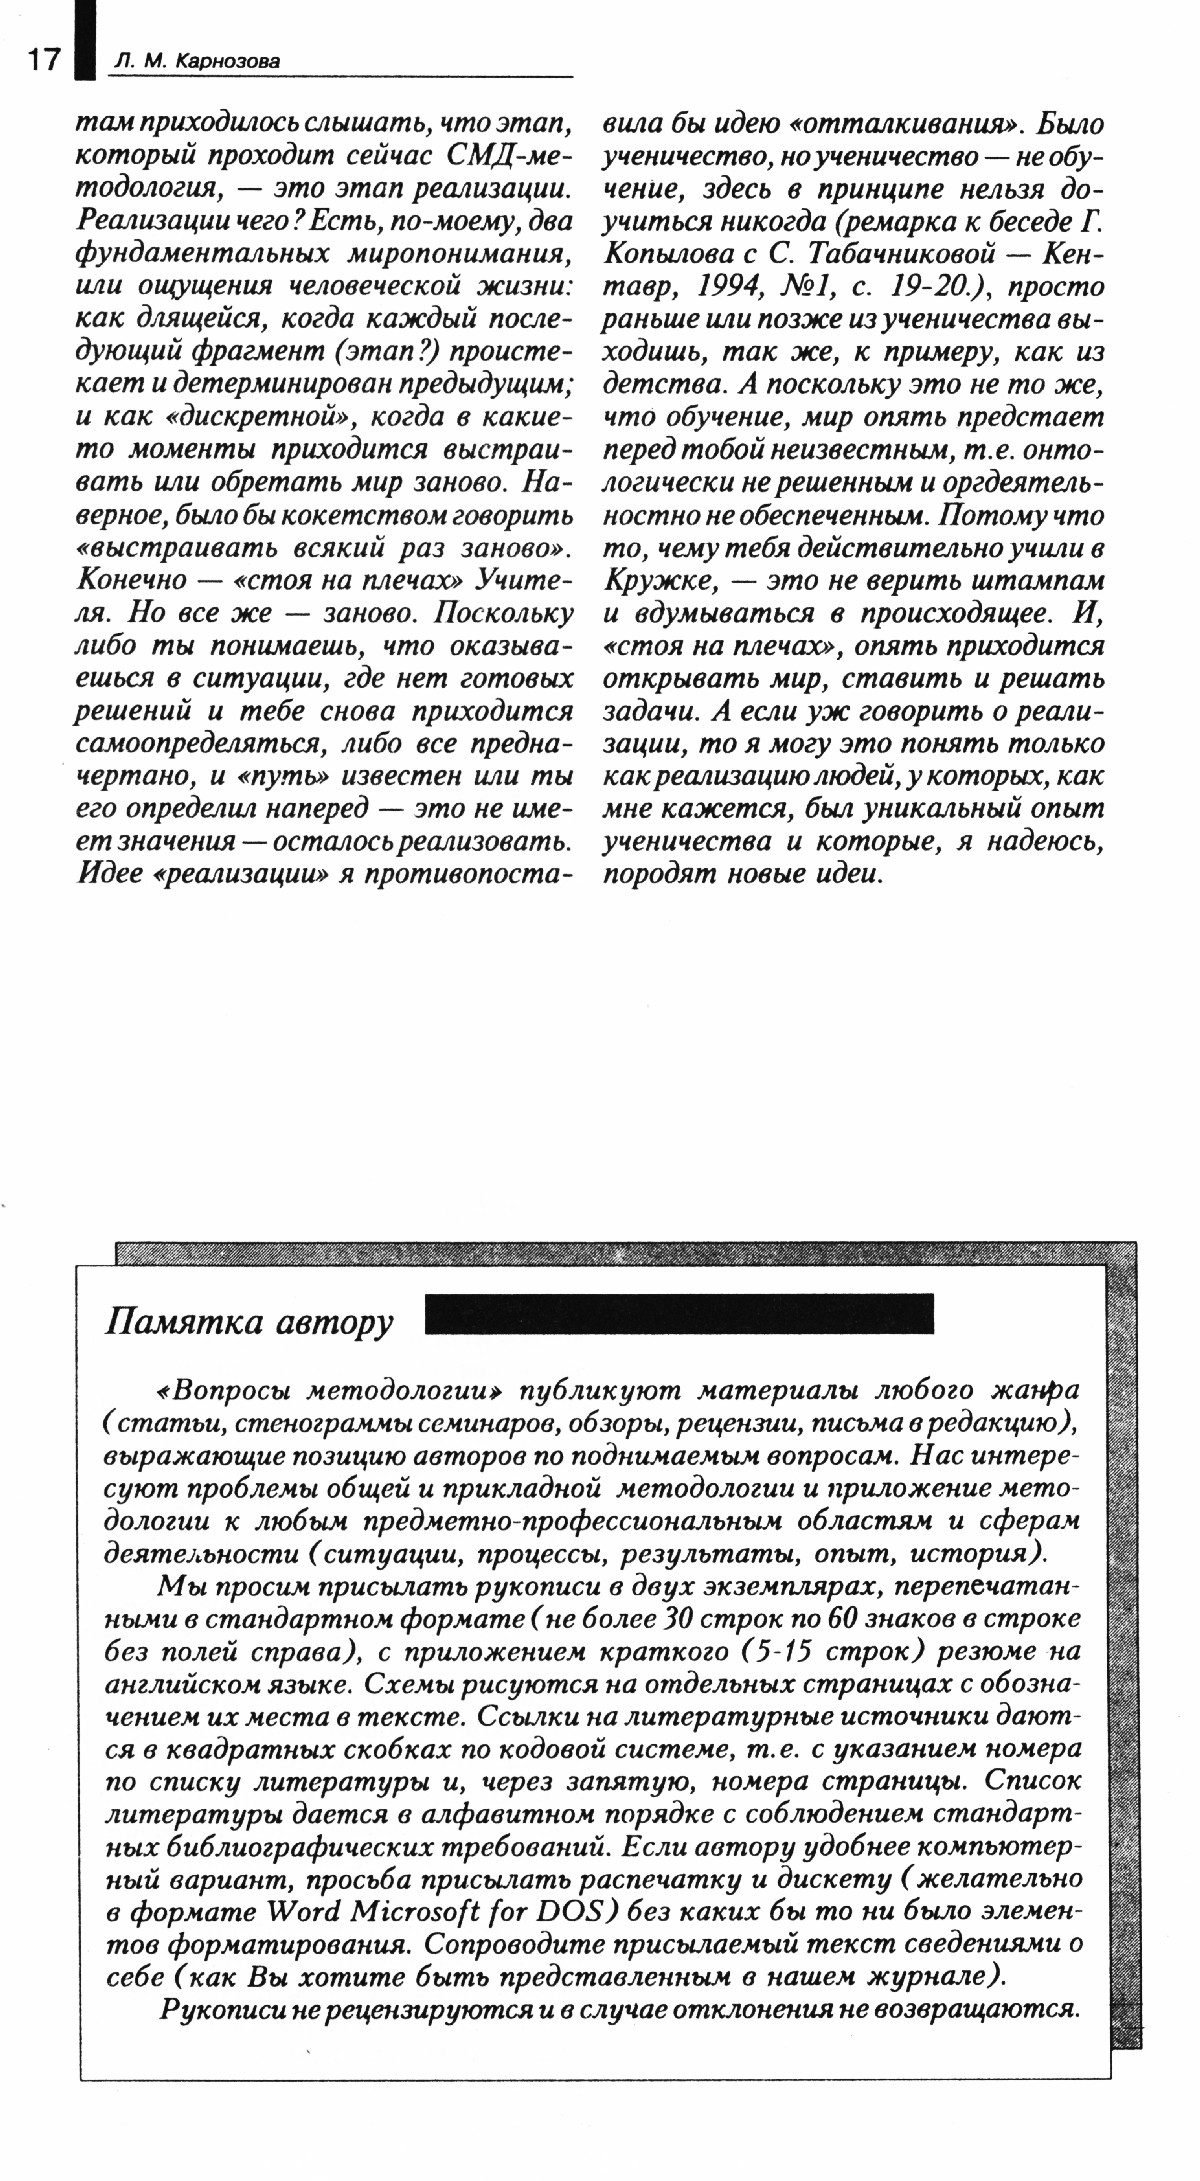 17
Л. М. Карнозова
там приходилось слышать, что этап,
который проходит сейчас СМД-ме-
тодология, — это этап реализации.
Реализации чего? Есть, по-моему, два
фундаментальных миропонимания,
или ощущения человеческой жизни:
как длящейся, когда каждый после-
дующий фрагмент (этап?) происте-
кает и детерминирован предыдущим;
и как «дискретной», когда в какие-
то моменты приходится выстраи-
вать или обретать мир заново. На-
верное, было бы кокетством говорить
«выстраивать всякий раз заново».
Конечно — «стоя на плечах» Учите-
ля. Но все же — заново. Поскольку
либо ты понимаешь, что оказыва-
ешься в ситуации, где нет готовых
решений и тебе снова приходится
самоопределяться, либо все предна-
чертано, и «путь» известен или ты
его определил наперед — это не име-
ет значения — осталось реализовать.
Идее «реализации» я противопоста-
вила бы идею «отталкивания». Было
ученичество, но ученичество — не обу-
чение, здесь в принципе нельзя до-
учиться никогда (ремарка к беседе Г.
Копылова с С. Табачниковой — Кен-
тавр, 1994, №1, с. 19-20.), просто
раньше или позже из ученичества вы-
ходишь, так же, к примеру, как из
детства. А поскольку это не то же,
что обучение, мир опять предстает
перед тобой неизвестным, т.е. онто-
логически не решенным и оргдеятель-
ностно не обеспеченным. Потому что
то, чему тебя действительно учили в
Кружке, — это не верить штампам
и вдумываться в происходящее. И,
«стоя на плечах», опять приходится
открывать мир, ставить и решать
задачи. А если уж говорить о реали-
зации, то я могу это понять только
как реализацию людей, у которых, как
мне кажется, был уникальный опыт
ученичества и которые, я надеюсь,
породят новые идеи.
Памятка автору
«Вопросы методологии» публикуют материалы любого жанра
(статьи, стенограммы семинаров, обзоры, рецензии, письма в редакцию),
выражающие позицию авторов по поднимаемым вопросам. Нас интере-
суют проблемы общей и прикладной методологии и приложение мето-
дологии к любым предметно-профессиональным областям и сферам
деятельности (ситуации, процессы, результаты, опыт, история).
Мы просим присылать рукописи в двух экземплярах, перепечатан-
ными в стандартном формате (не более 30 строк по 60 знаков в строке
без полей справа), с приложением краткого (5-15 строк) резюме на
английском языке. Схемы рисуются на отдельных страницах с обозна-
чением их места в тексте. Ссылки на литературные источники дают-
ся в квадратных скобках по кодовой системе, т.е. с указанием номера
по списку литературы и, через запятую, номера страницы. Список
литературы дается в алфавитном порядке с соблюдением стандарт-
ных библиографических требований. Если автору удобнее компьютер-
ный вариант, просьба присылать распечатку и дискету (желательно
в формате Word Microsoft for DOS) без каких бы то ни было элемен-
тов форматирования. Сопроводите присылаемый текст сведениями о
себе (как Вы хотите быть представленным в нашем журнале).
Рукописи не рецензируются и в случае отклонения не возвращаются.